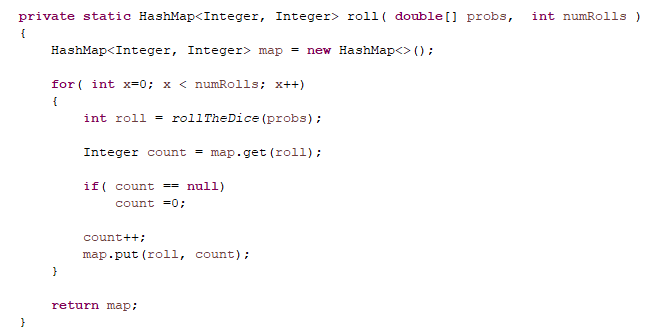 private static HashMap<Integer, Integer> roll( double[] probs,  int numRolls )
{
    HashMap<Integer, Integer> map = new HashMap<>();

    for( int x=0; x < numRolls; x++)
    {
        int roll = rollTheDice(probs);

        Integer count = map.get(roll);

        if( count == null)
            count =0;

        count++;
        map.put(roll, count);
    }

    return map;
}